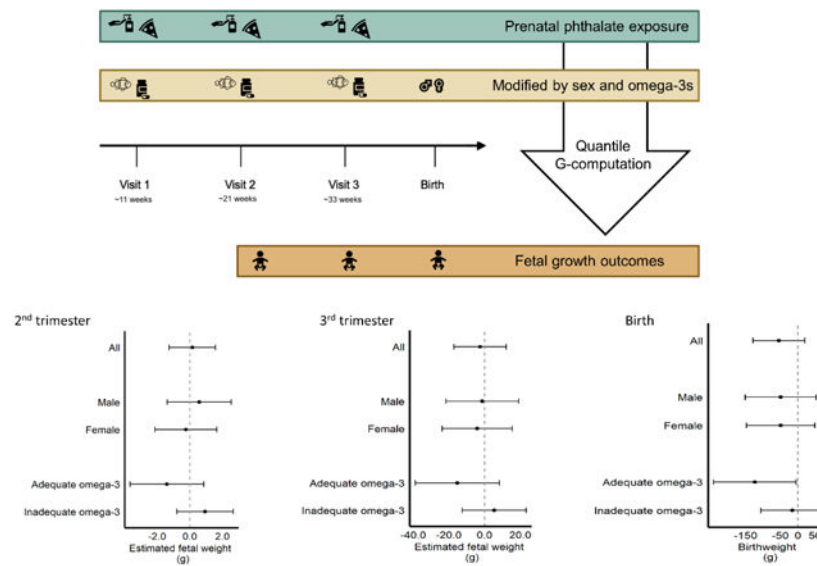 Prenatal phthalate exposure
Modified by sex and omega-3s
Quantile
G-computation
Visit 1
~11 weeks
Visit 2
~21 weeks
Visit 3
~33 weeks
Birth
Fetal growth outcomes
2nd trimester
All
Male
Female
Adequate omega-3
Inadequate omega-3
-2.0 0.0 2.0
Estimated fetal weight
(g)
3rd trimester
All
Male
Female
Adequate omega-3
Inadequate omega-3
-40.0 -20.0 0.0 20.0
Estimated fetal weight
(g)
Birth
All
Male
Female
Adequate omega-3
Inadequate omega-3
-150 -50 0 50
Birthweight
(g)